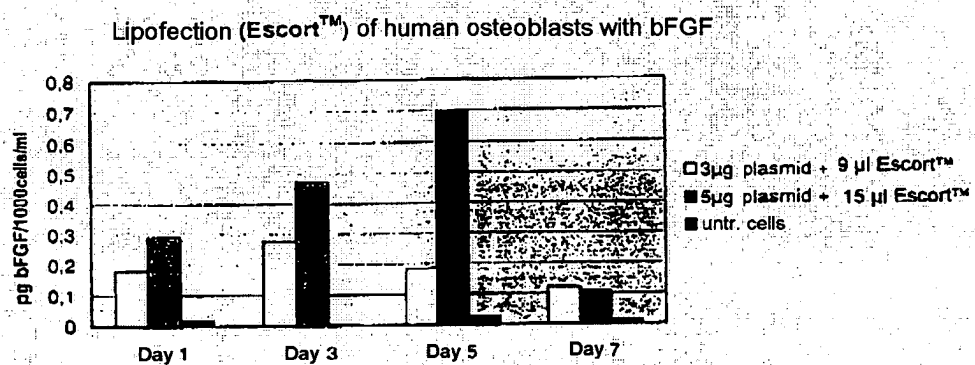 Lipofection (Escort™) of human osteoblasts with bFGF
pg bFGF/1000cells/ml
0,8
0,7
0,6
0,5
0,4
0,3
0,2
0,1
0
Day 1
Day 3
Day 5
Day 7
3µg plasmid + 9 µl Escort™
5µg plasmid + 15 µl Escort™
untr. cells